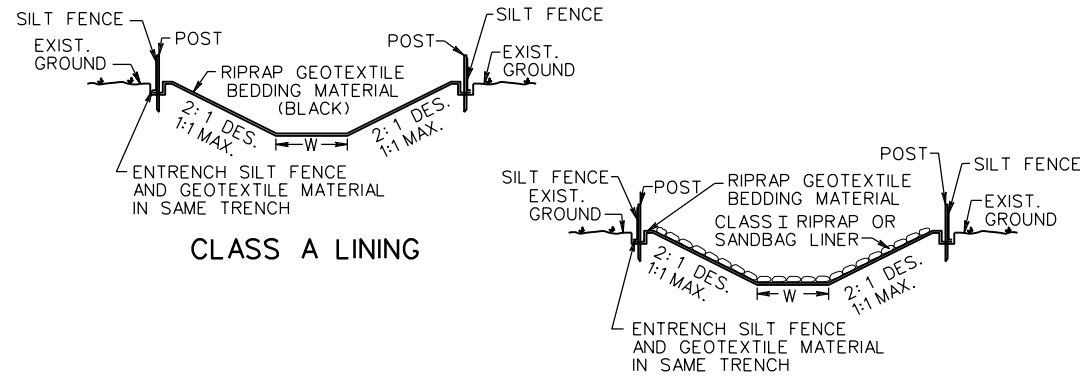 SILT FENCE
POST
EXIST.
GROUND
RIPRAP GEOTEXTILE
BEDDING MATERIAL
(BLACK)
POST
SILT FENCE
EXIST.
GROUND
2:1 DES.
1:1 MAX.
W
2:1 DES.
1:1 MAX.
ENTRENCH SILT FENCE
AND GEOTEXTILE MATERIAL
IN SAME TRENCH
CLASS A LINING
SILT FENCE
POST
EXIST.
GROUND
RIPRAP GEOTEXTILE
BEDDING MATERIAL
CLASS I RIPRAP OR
SANDBAG LINER
POST
SILT FENCE
EXIST.
GROUND
2:1 DES.
1:1 MAX.
W
2:1 DES.
1:1 MAX.
ENTRENCH SILT FENCE
AND GEOTEXTILE MATERIAL
IN SAME TRENCH